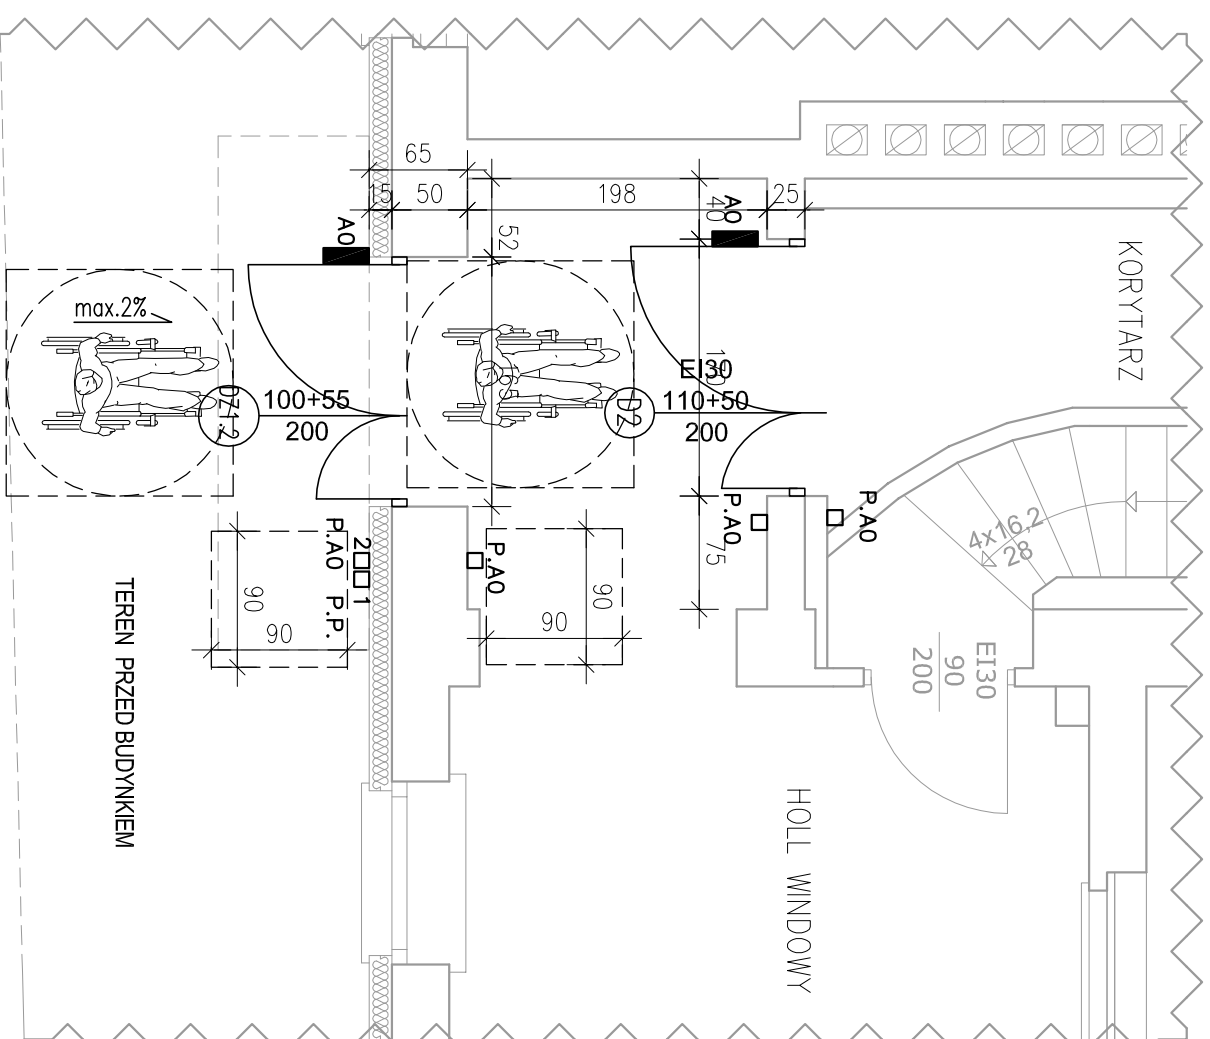 65
15
50
198
25
A0
A0
40
52
KORYTARZ
max.2%
EI30
100+55
200
DZ1.2
110+50
200
D2
P.A0
P.A0
P.A0
P.A0
P.P.
2
1
75
4x16,2
28
90
90
90
90
EI30
90
200
TEREN PRZED BUDYNKIEM
HOLL WINDOWY